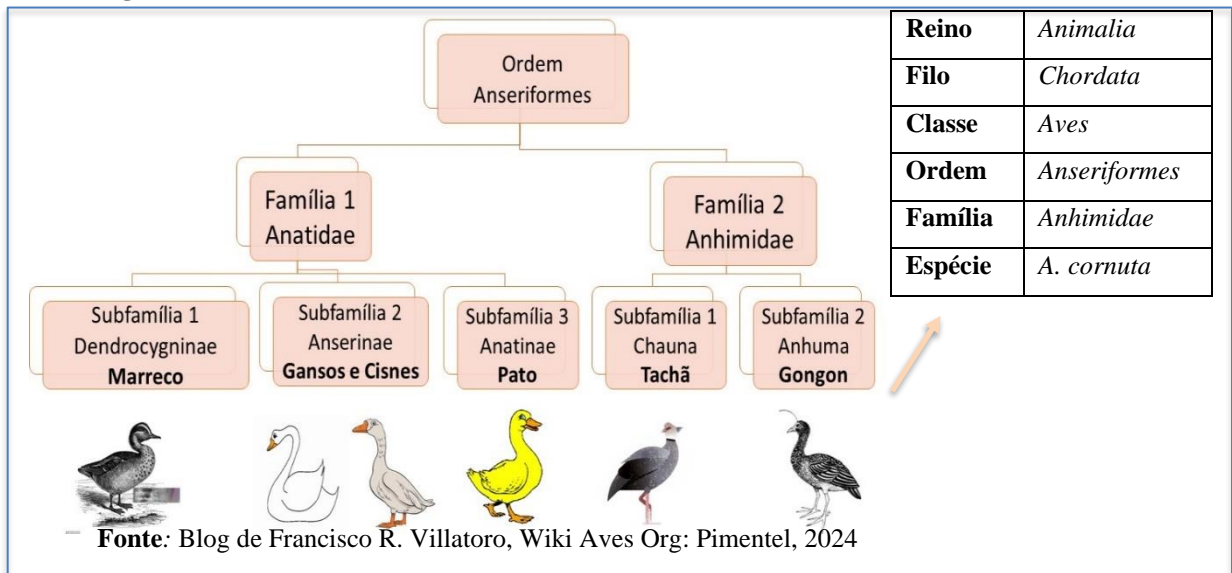 Ordem
Anseriformes
Família 1
Anatidae
Família 2
Anhimidae
Subfamília 1
Dendrocygninae
Marreco
Subfamília 2
Anserinae
Gansos e Cisnes
Subfamília 3
Anatinae
Pato
Subfamília 1
Chauna
Tachã
Subfamília 2
Anhuma
Gongon
Reino Animalia
Filo Chordata
Classe Aves
Ordem Anseriformes
Família Anhimidae
Espécie A. cornuta
Fonte: Blog de Francisco R. Villatoro, Wiki Aves Org: Pimentel, 2024